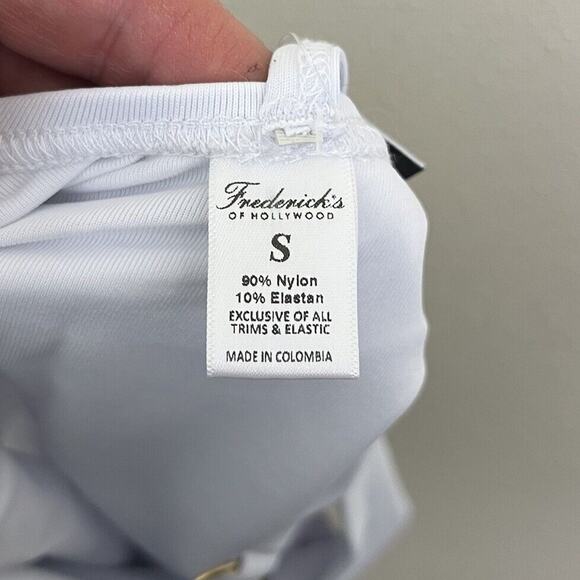 Frederick's
OF HOLLYWOOD
S
90% Nylon
10% Elastan
EXCLUSIVE OF ALL
TRIMS & ELASTIC
MADE IN COLOMBIA